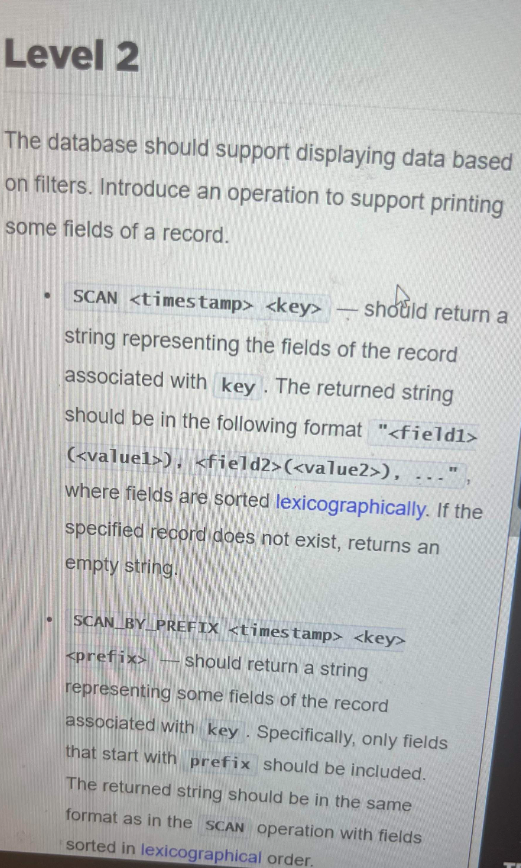 Level 2
The database should support displaying data based
on filters. Introduce an operation to support printing
some fields of a record.
• SCAN <timestamp> <key> — should return a
string representing the fields of the record
associated with key . The returned string
should be in the following format "<field1>
(<value1>), <field2>(<value2>), ..." ,
where fields are sorted lexicographically. If the
specified record does not exist, returns an
empty string.
• SCAN_BY_PREFIX <timestamp> <key>
<prefix> — should return a string
representing some fields of the record
associated with key . Specifically, only fields
that start with prefix should be included.
The returned string should be in the same
format as in the SCAN operation with fields
sorted in lexicographical order.